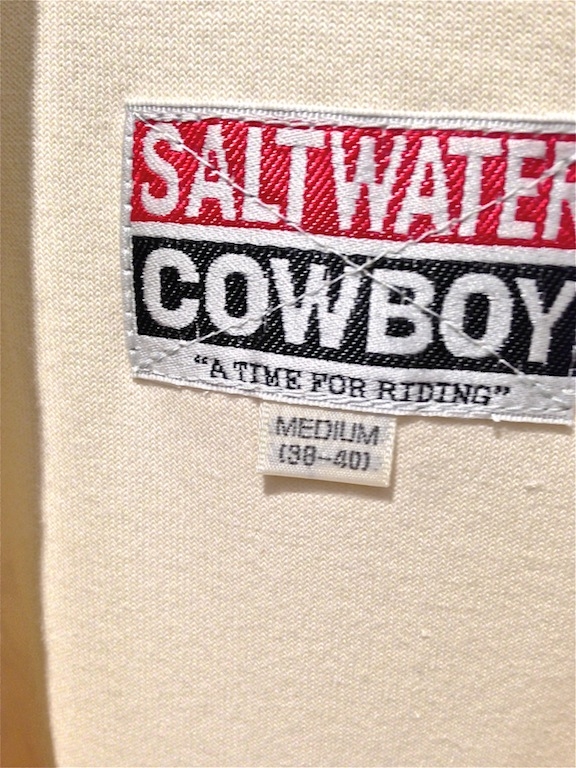 SALTWATER
COWBOY
“A TIME FOR RIDING”
MEDIUM
(38-40)